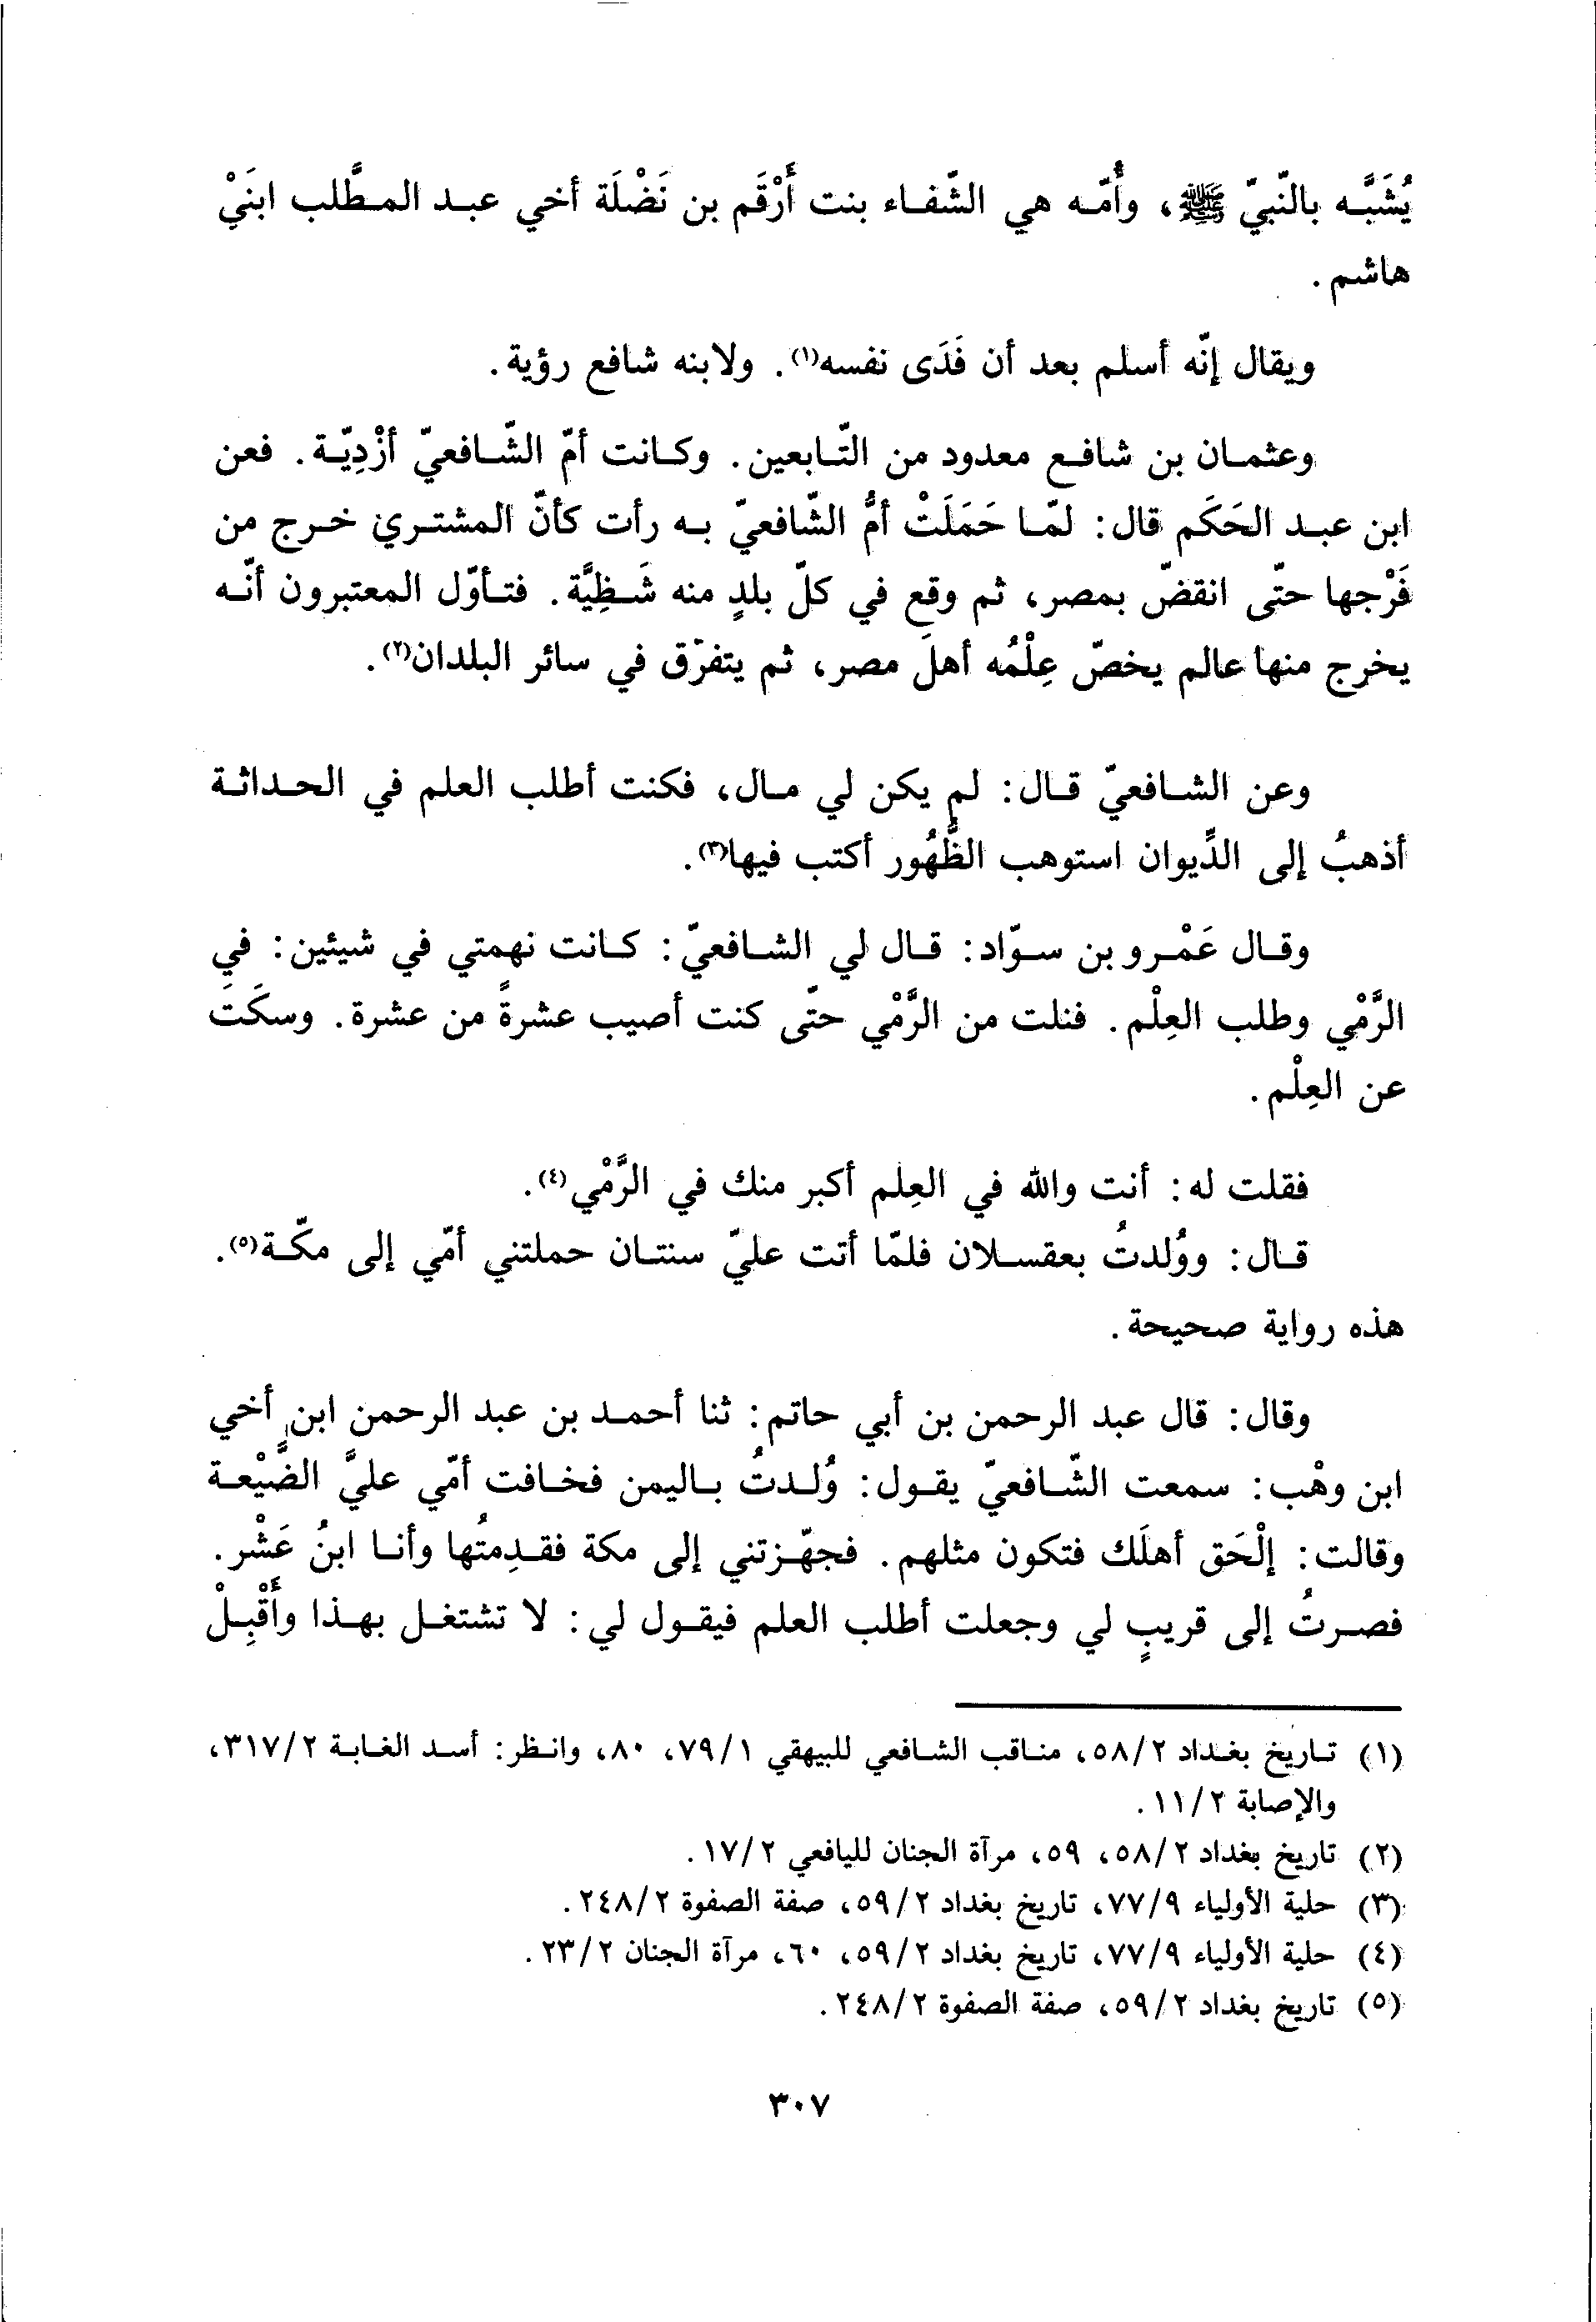 يُشَبَّه بالنّبيّ ﷺ، وأُمّه هي الشّفاء بنت أَرْقَم بن نَضْلَة أخي عبد المطَّلب ابنَيْ
هاشم.
ويقال إنّه أسلم بعد أن فَدَى نفسه(١). ولابنه شافع رؤية.
وعثمان بن شافع معدود من التّابعين. وكانت أمّ الشّافعيّ أزْدِيّة. فعن
ابن عبد الحَكَم قال: لمّا حَمَلَتْ أمُّ الشّافعيّ به رأت كأنّ المشتري خرج من
فَرْجها حتّى انقضّ بمصر، ثم وقع في كلّ بلدٍ منه شَظِيَّة. فتأوّل المعتبرون أنّه
يخرج منها عالم يخصّ عِلْمُه أهلَ مصر، ثم يتفرّق في سائر البلدان(٢).
وعن الشافعيّ قال: لم يكن لي مال، فكنت أطلب العلم في الحداثة
أذهبُ إلى الدِّيوان استوهب الظُّهُور أكتب فيها(٣).
وقال عَمْرو بن سوّاد: قال لي الشافعيّ: كانت نهمتي في شيئين: في
الرَّمْي وطلب العِلْم. فنلت من الرَّمْي حتّى كنت أصيب عشرةً من عشرة. وسكَتَ
عن العِلْم.
فقلت له: أنت والله في العِلم أكبر منك في الرَّمْي(٤).
قال: ووُلدتُ بعقسلان فلمّا أتت عليّ سنتان حملتني أمّي إلى مكّة(٥).
هذه رواية صحيحة.
وقال: قال عبد الرحمن بن أبي حاتم: ثنا أحمد بن عبد الرحمن ابن أخي
ابن وهْب: سمعت الشّافعيّ يقول: وُلدتُ باليمن فخافت أمّي عليَّ الضَّيْعة
وقالت: إلْحَق أهلَك فتكون مثلهم. فجهّزتني إلى مكة فقدِمتُها وأنا ابنُ عَشْر.
فصرتُ إلى قريبٍ لي وجعلت أطلب العلم فيقول لي: لا تشتغل بهذا وأَقْبِلْ
(١) تاريخ بغداد ٥٨/٢، مناقب الشافعي للبيهقي ٧٩/١، ٨٠، وانظر: أسد الغابة ٣١٧/٢،
والإصابة ١١/٢.
(٢) تاريخ بغداد ٥٨/٢، ٥٩، مرآة الجنان لليافعي ١٧/٢.
(٣) حلية الأولياء ٧٧/٩، تاريخ بغداد ٥٩/٢، صفة الصفوة ٢٤٨/٢.
(٤) حلية الأولياء ٧٧/٩، تاريخ بغداد ٥٩/٢، ٦٠، مرآة الجنان ٢٣/٢.
(٥) تاريخ بغداد ٥٩/٢، صفة الصفوة ٢٤٨/٢.
٣٠٧